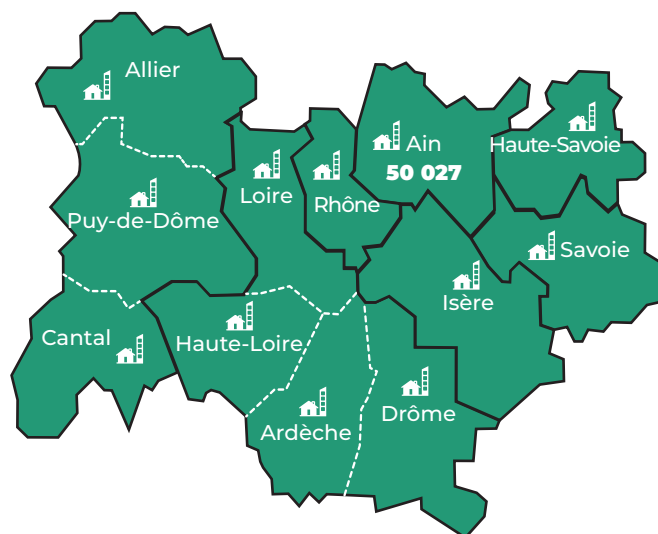 Allier
Ain
50 027
Haute-Savoie
Loire
Rhône
Puy-de-Dôme
Savoie
Isère
Cantal
Haute-Loire
Ardèche
Drôme